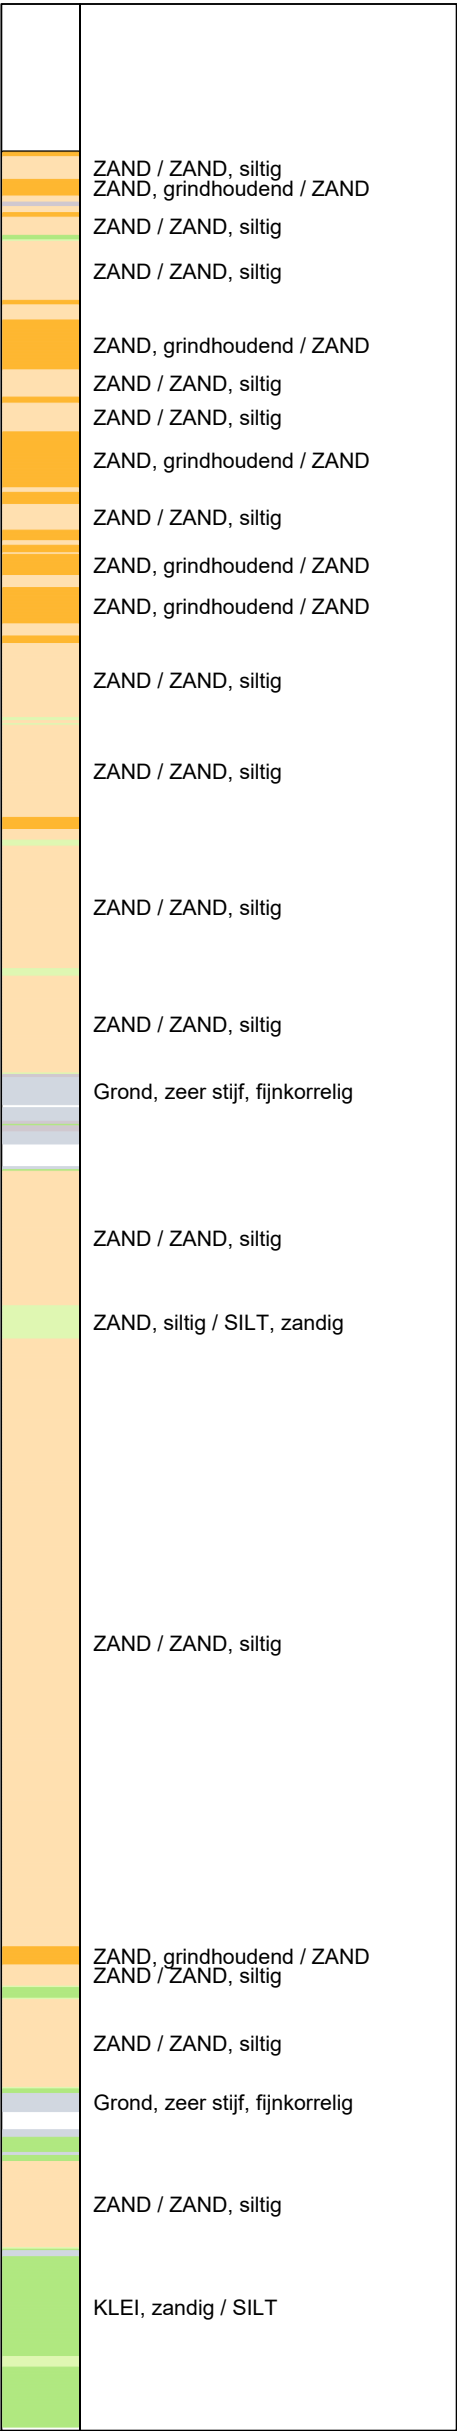 ZAND / ZAND, siltig
ZAND, grindhoudend / ZAND
ZAND / ZAND, siltig
ZAND / ZAND, siltig
ZAND, grindhoudend / ZAND
ZAND / ZAND, siltig
ZAND / ZAND, siltig
ZAND, grindhoudend / ZAND
ZAND / ZAND, siltig
ZAND, grindhoudend / ZAND
ZAND, grindhoudend / ZAND
ZAND / ZAND, siltig
ZAND / ZAND, siltig
ZAND / ZAND, siltig
ZAND / ZAND, siltig
Grond, zeer stijf, fijnkorrelig
ZAND / ZAND, siltig
ZAND, siltig / SILT, zandig
ZAND / ZAND, siltig
ZAND, grindhoudend / ZAND
ZAND / ZAND, siltig
ZAND / ZAND, siltig
Grond, zeer stijf, fijnkorrelig
ZAND / ZAND, siltig
KLEI, zandig / SILT